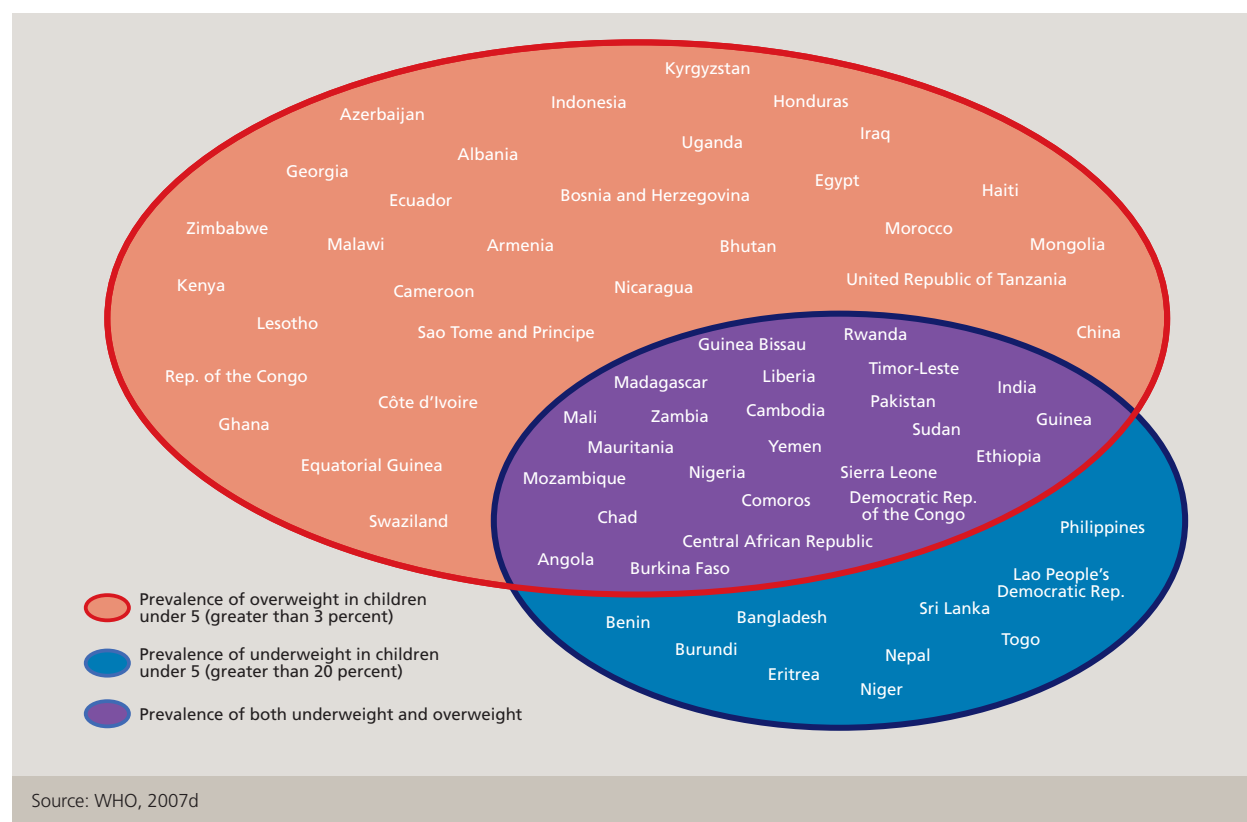 Kyrgyzstan
Indonesia
Honduras
Azerbaijan
Iraq
Uganda
Albania
Georgia
Egypt
Haiti
Bosnia and Herzegovina
Ecuador
Zimbabwe
Morocco
Malawi
Armenia
Bhutan
Mongolia
United Republic of Tanzania
Kenya
Nicaragua
Cameroon
Lesotho
Sao Tome and Principe
China
Rwanda
Guinea Bissau
Timor-Leste
Rep. of the Congo
Liberia
Madagascar
India
Côte d’Ivoire
Pakistan
Cambodia
Zambia
Mali
Guinea
Ghana
Sudan
Yemen
Mauritania
Ethiopia
Equatorial Guinea
Nigeria
Sierra Leone
Mozambique
Comoros
Democratic Rep.
of the Congo
Chad
Swaziland
Philippines
Central African Republic
Angola
Burkina Faso
Lao People’s
Democratic Rep.
Sri Lanka
Bangladesh
Benin
Togo
Burundi
Nepal
Eritrea
Niger
Prevalence of overweight in children
under 5 (greater than 3 percent)
Prevalence of underweight in children
under 5 (greater than 20 percent)
Prevalence of both underweight and overweight
Source: WHO, 2007d